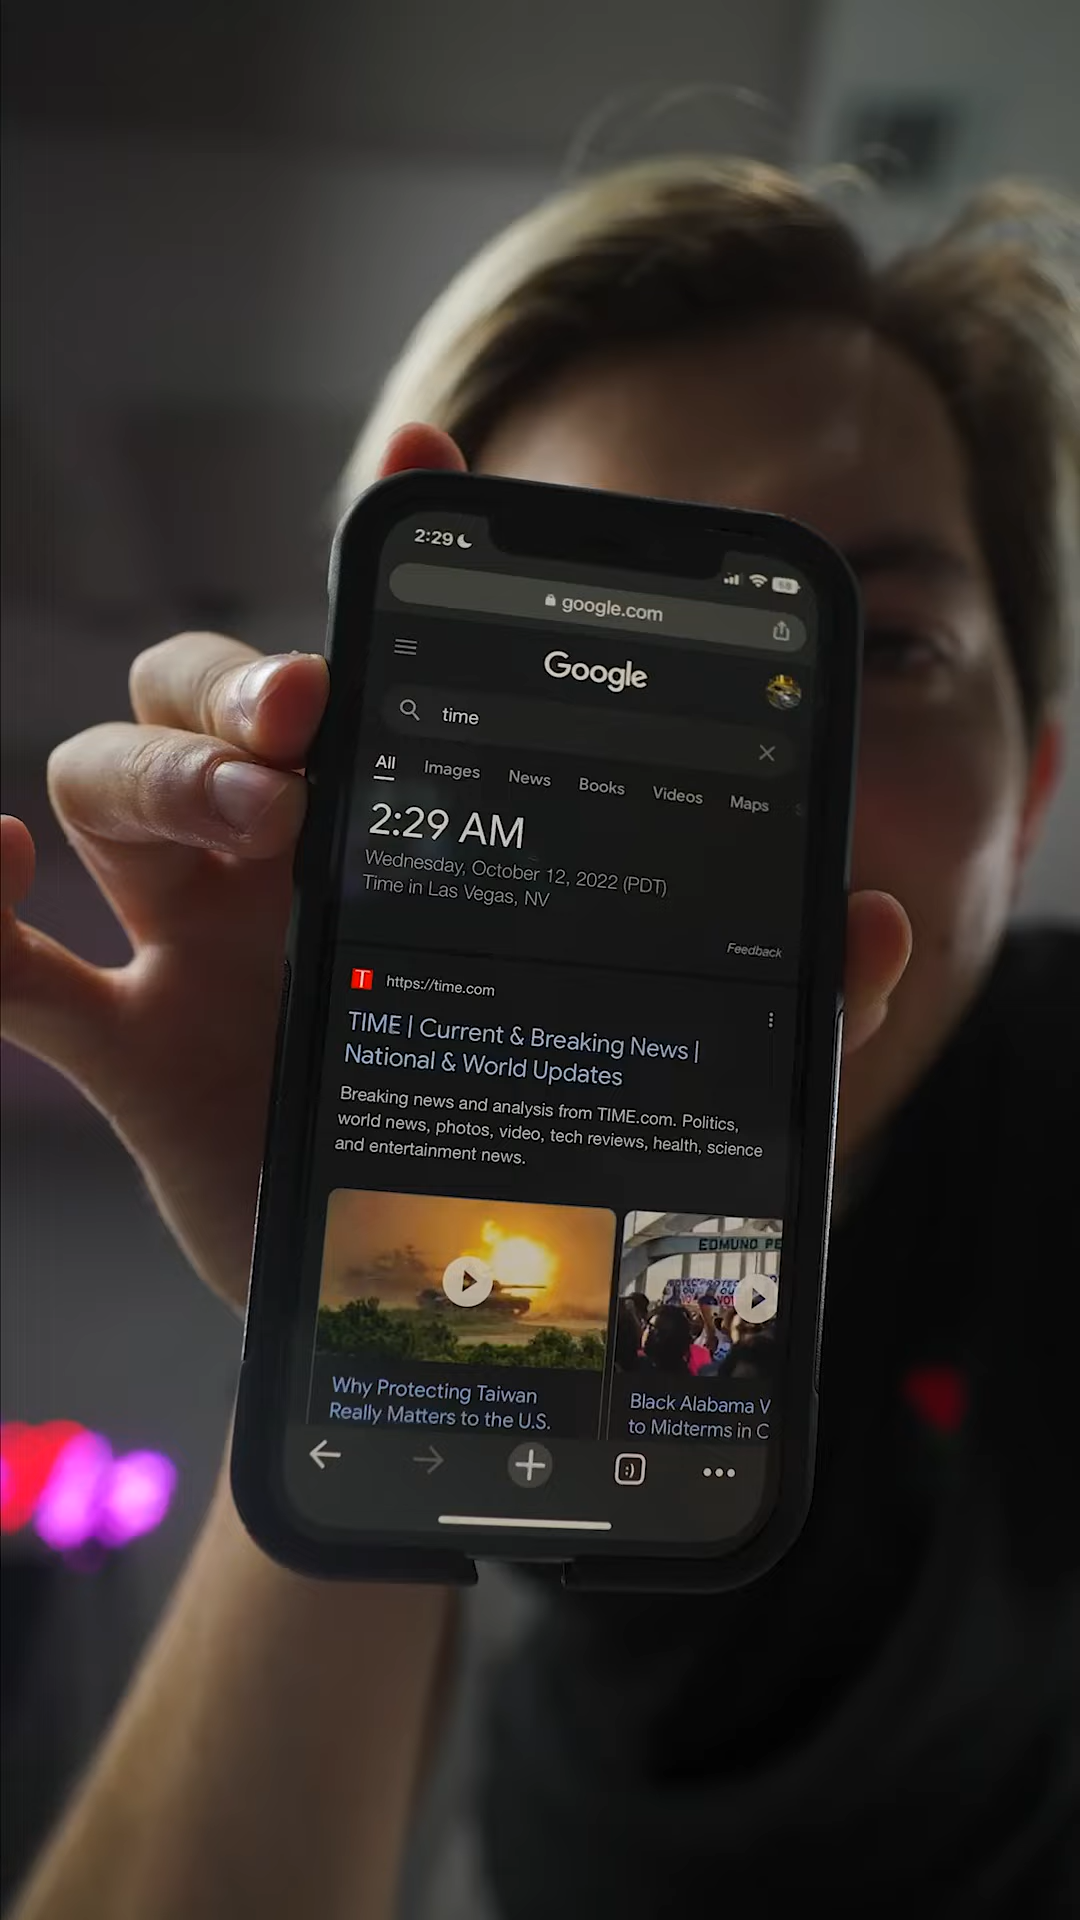 2:29
google.com
Google
time
All Images News Books Videos Maps
2:29 AM
Wednesday, October 12, 2022 (PDT)
Time in Las Vegas, NV
Feedback
T https://time.com
TIME | Current & Breaking News |
National & World Updates
Breaking news and analysis from TIME.com. Politics,
world news, photos, video, tech reviews, health, science
and entertainment news.
EDMUND PE
Why Protecting Taiwan
Really Matters to the U.S.
Black Alabama V
to Midterms in C
:)